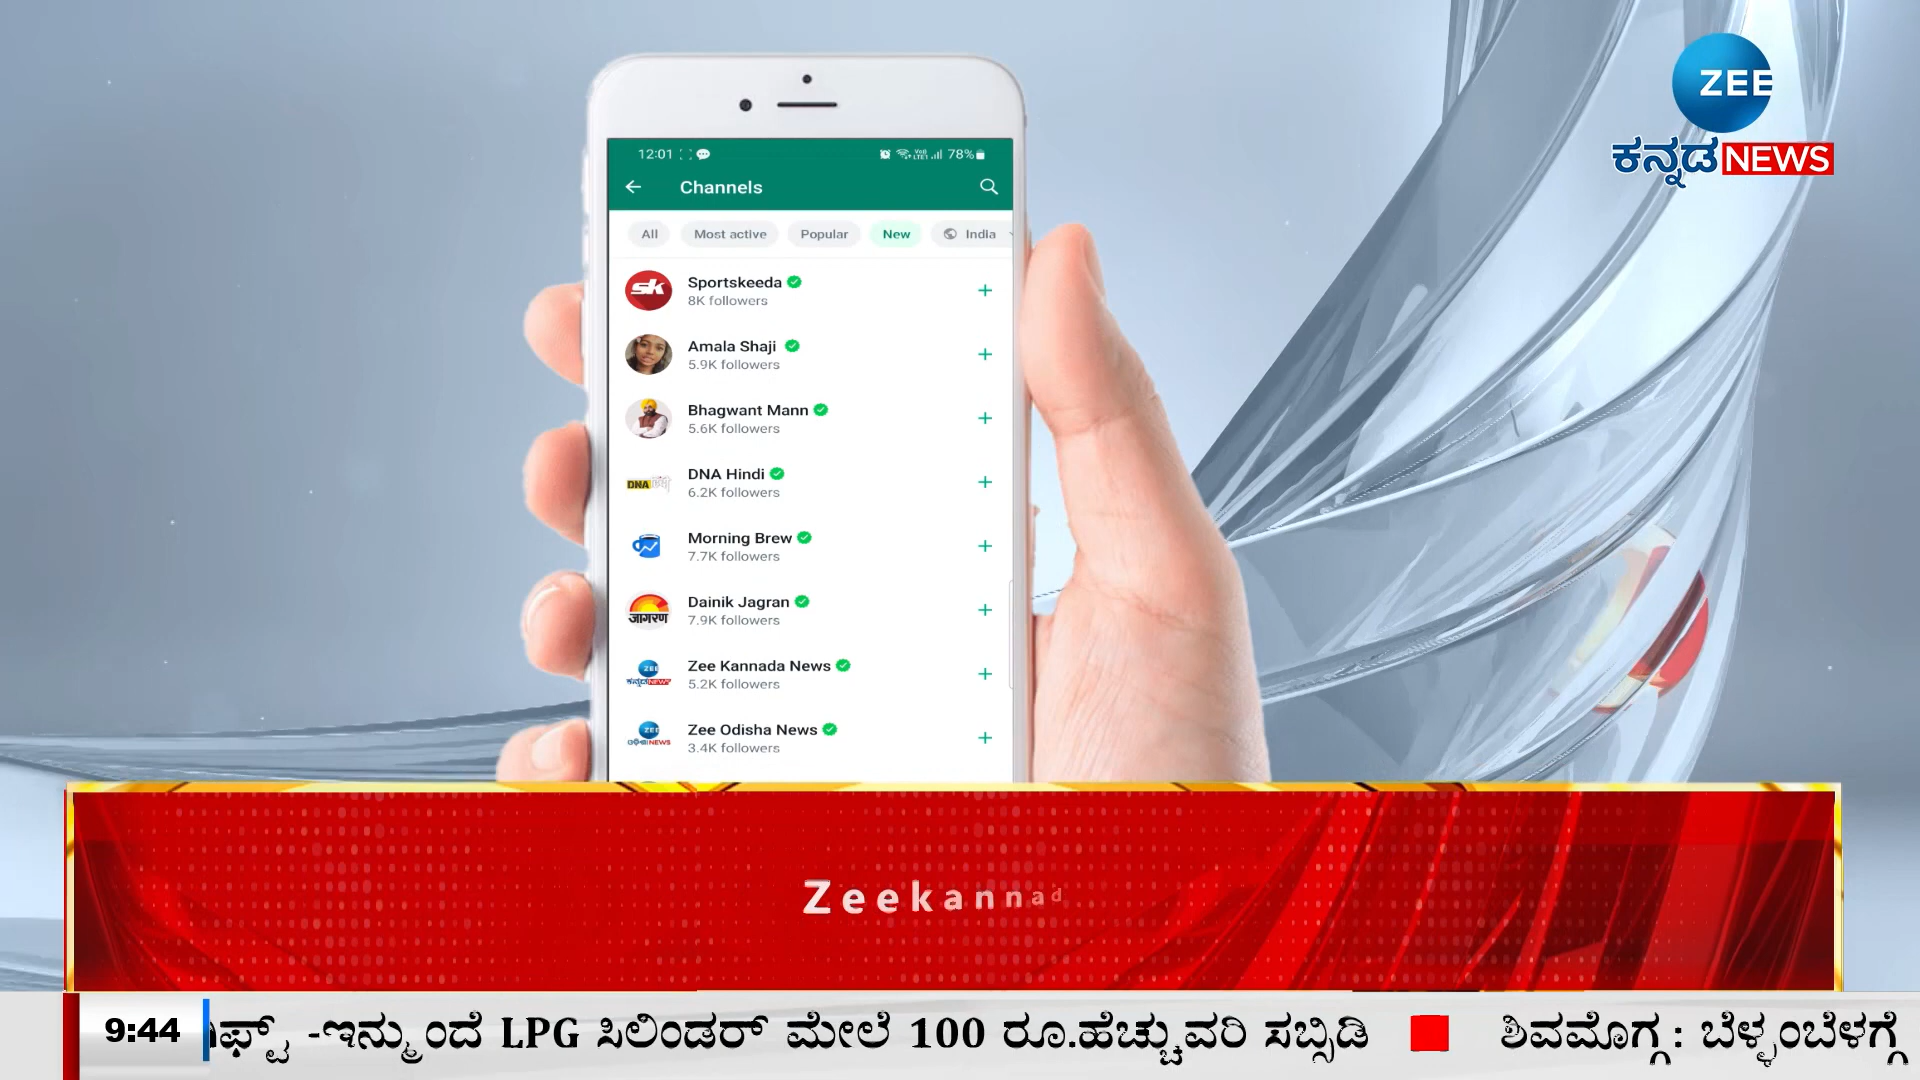 ZEE
ಕನ್ನಡ NEWS
12:01 78%
Channels
All Most active Popular New India
Sportskeeda
8K followers
Amala Shaji
5.9K followers
Bhagwant Mann
5.6K followers
DNA Hindi
6.2K followers
Morning Brew
7.7K followers
Dainik Jagran
7.9K followers
जागरण
Zee Kannada News
5.2K followers
Zee Odisha News
3.4K followers
Zeekannad
9:44 -ಇನ್ಮುಂದೆ LPG ಸಿಲಿಂಡರ್ ಮೇಲೆ 100 ರೂ.ಹೆಚ್ಚುವರಿ ಸಬ್ಸಿಡಿ ಶಿವಮೊಗ್ಗ: ಬೆಳ್ಳಂಬೆಳಗ್ಗೆ